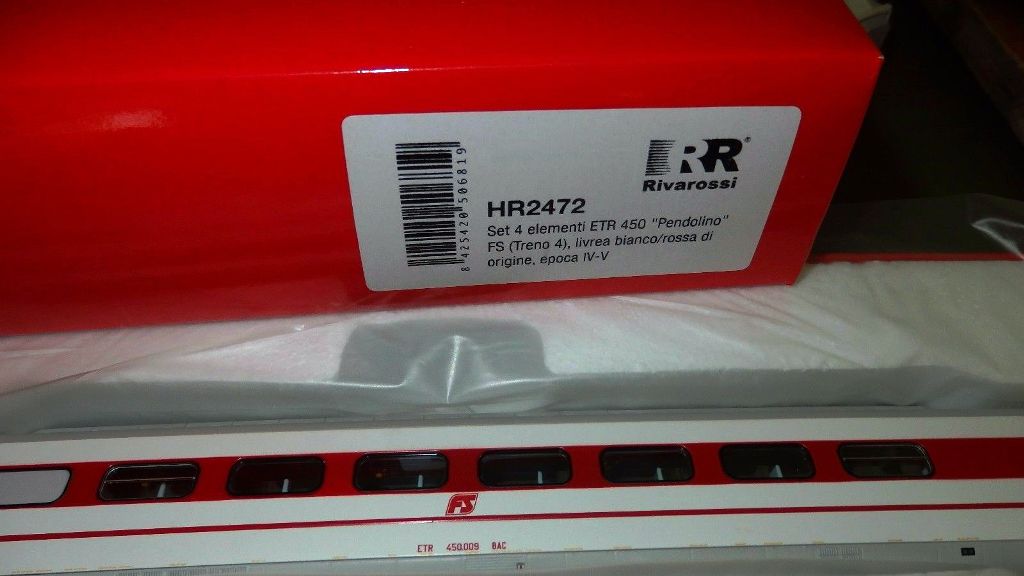 RR®
Rivarossi
HR2472
Set 4 elementi ETR 450 "Pendolino"
FS (Treno 4), livrea bianco/rossa di
origine, epoca IV-V
8 425420 506819
FS
ETR 450.009 BAC